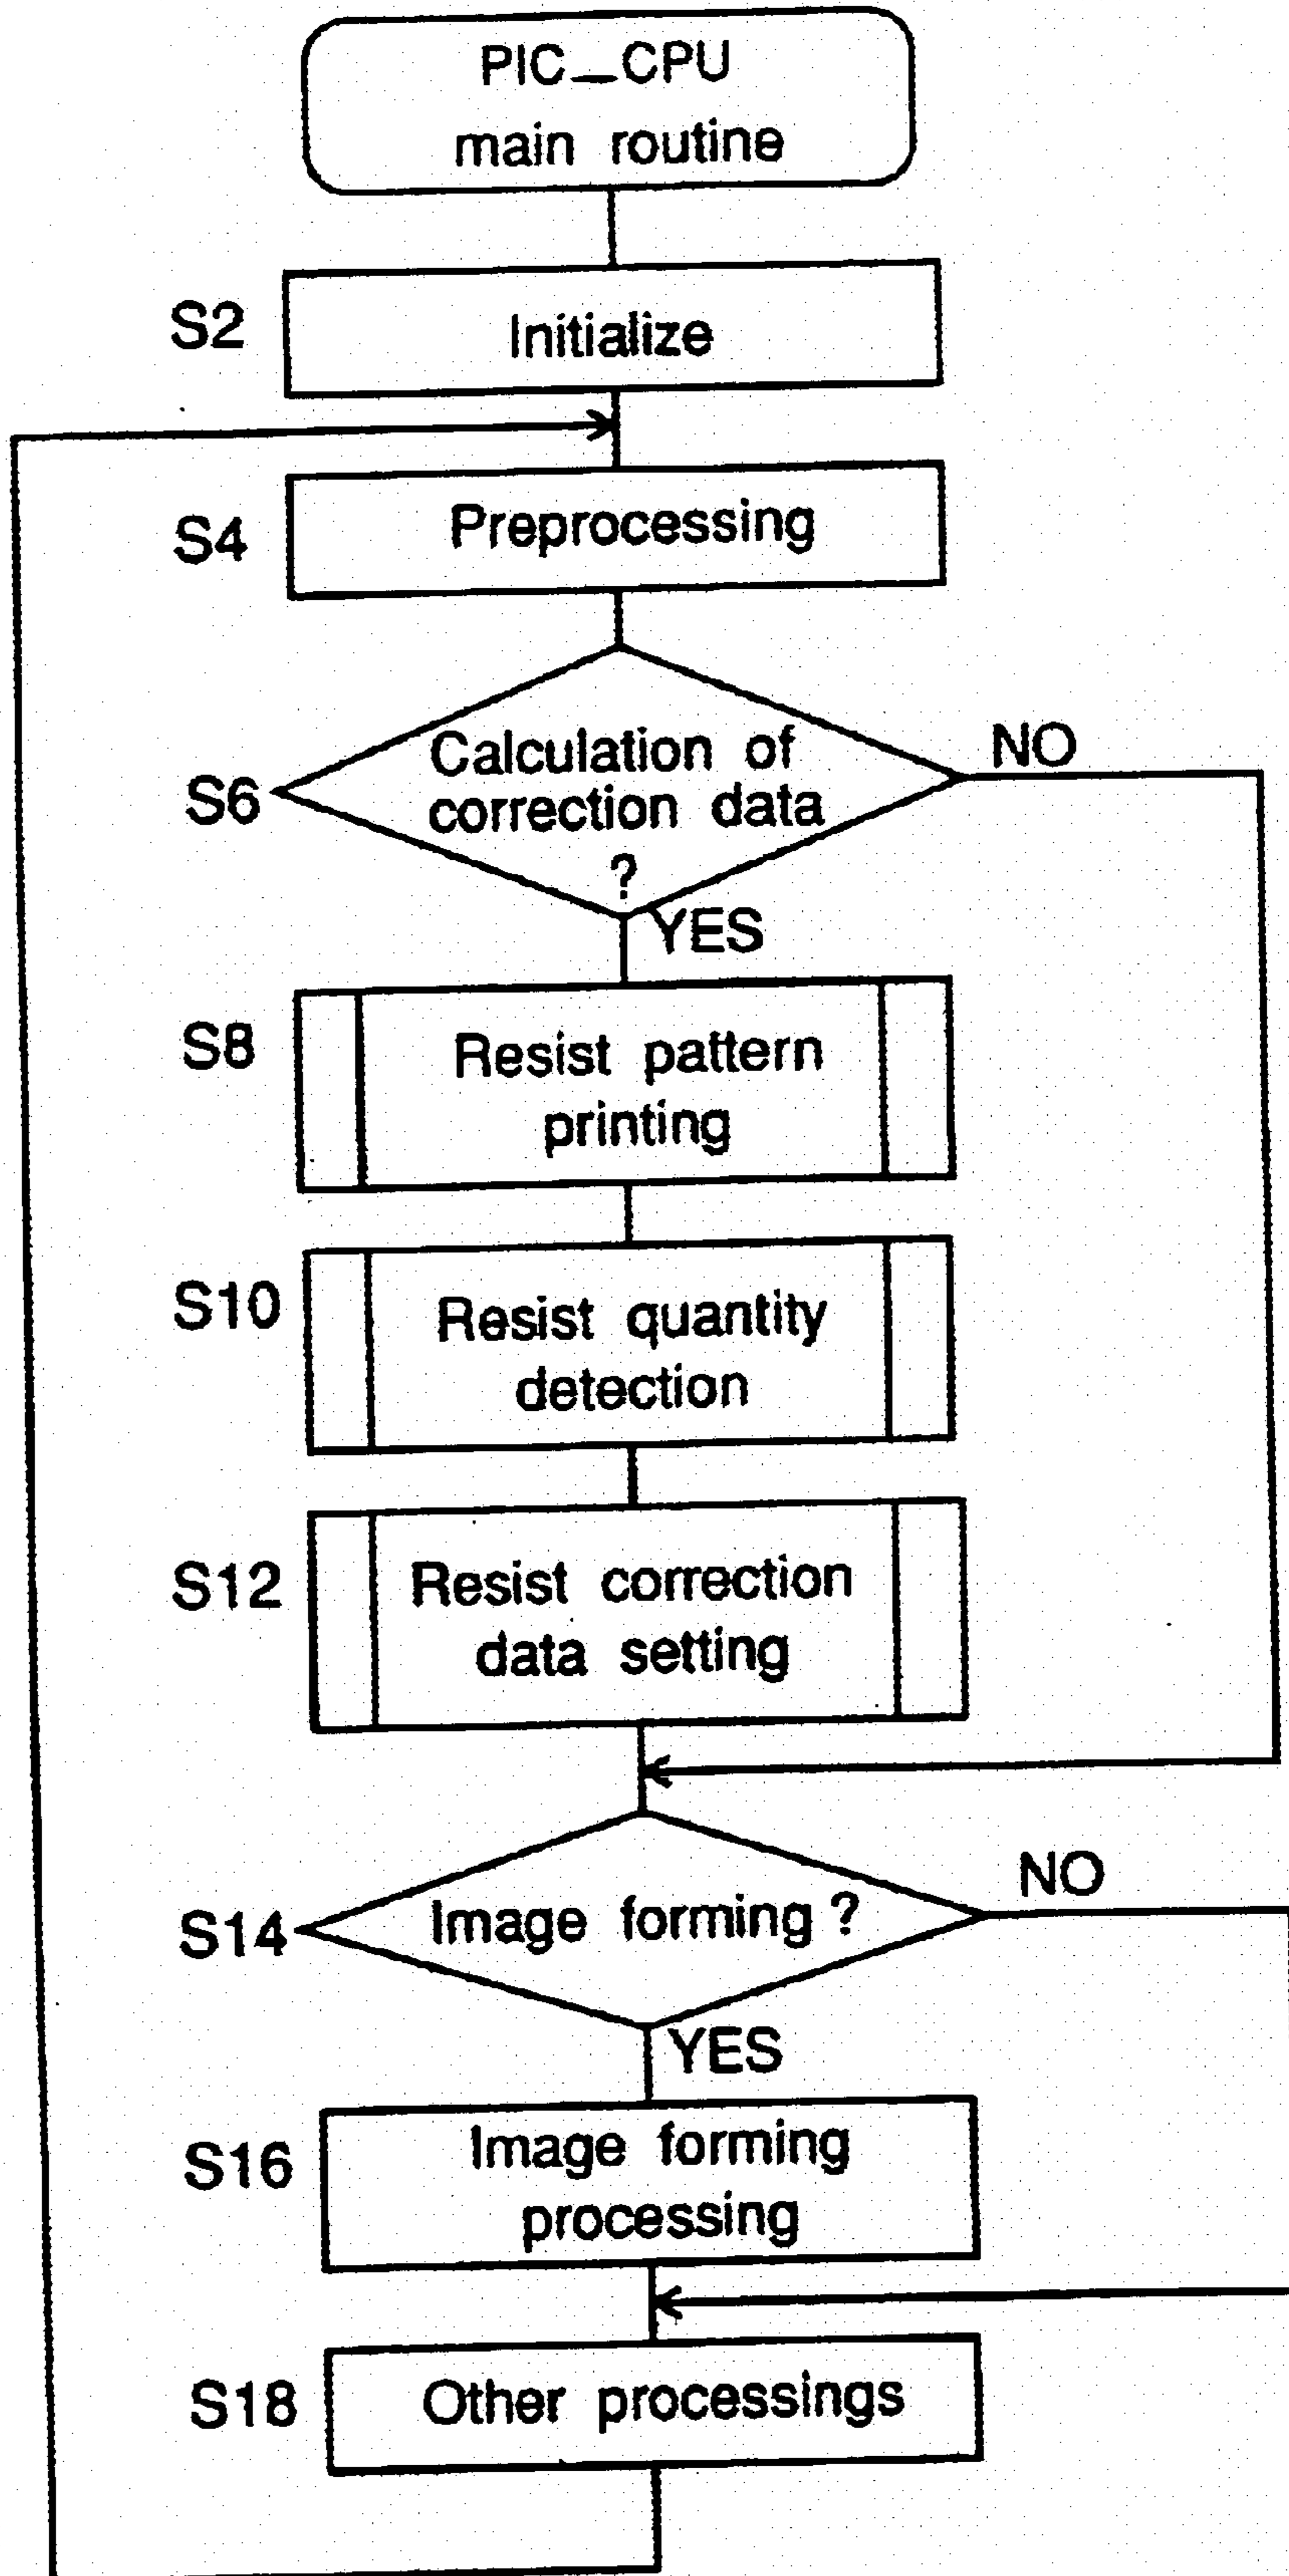 PIC_CPU
main routine
S2
Initialize
S4
Preprocessing
S6
Calculation of
correction data
?
NO
YES
S8
Resist pattern
printing
S10
Resist quantity
detection
S12
Resist correction
data setting
S14
Image forming ?
NO
YES
S16
Image forming
processing
S18
Other processings